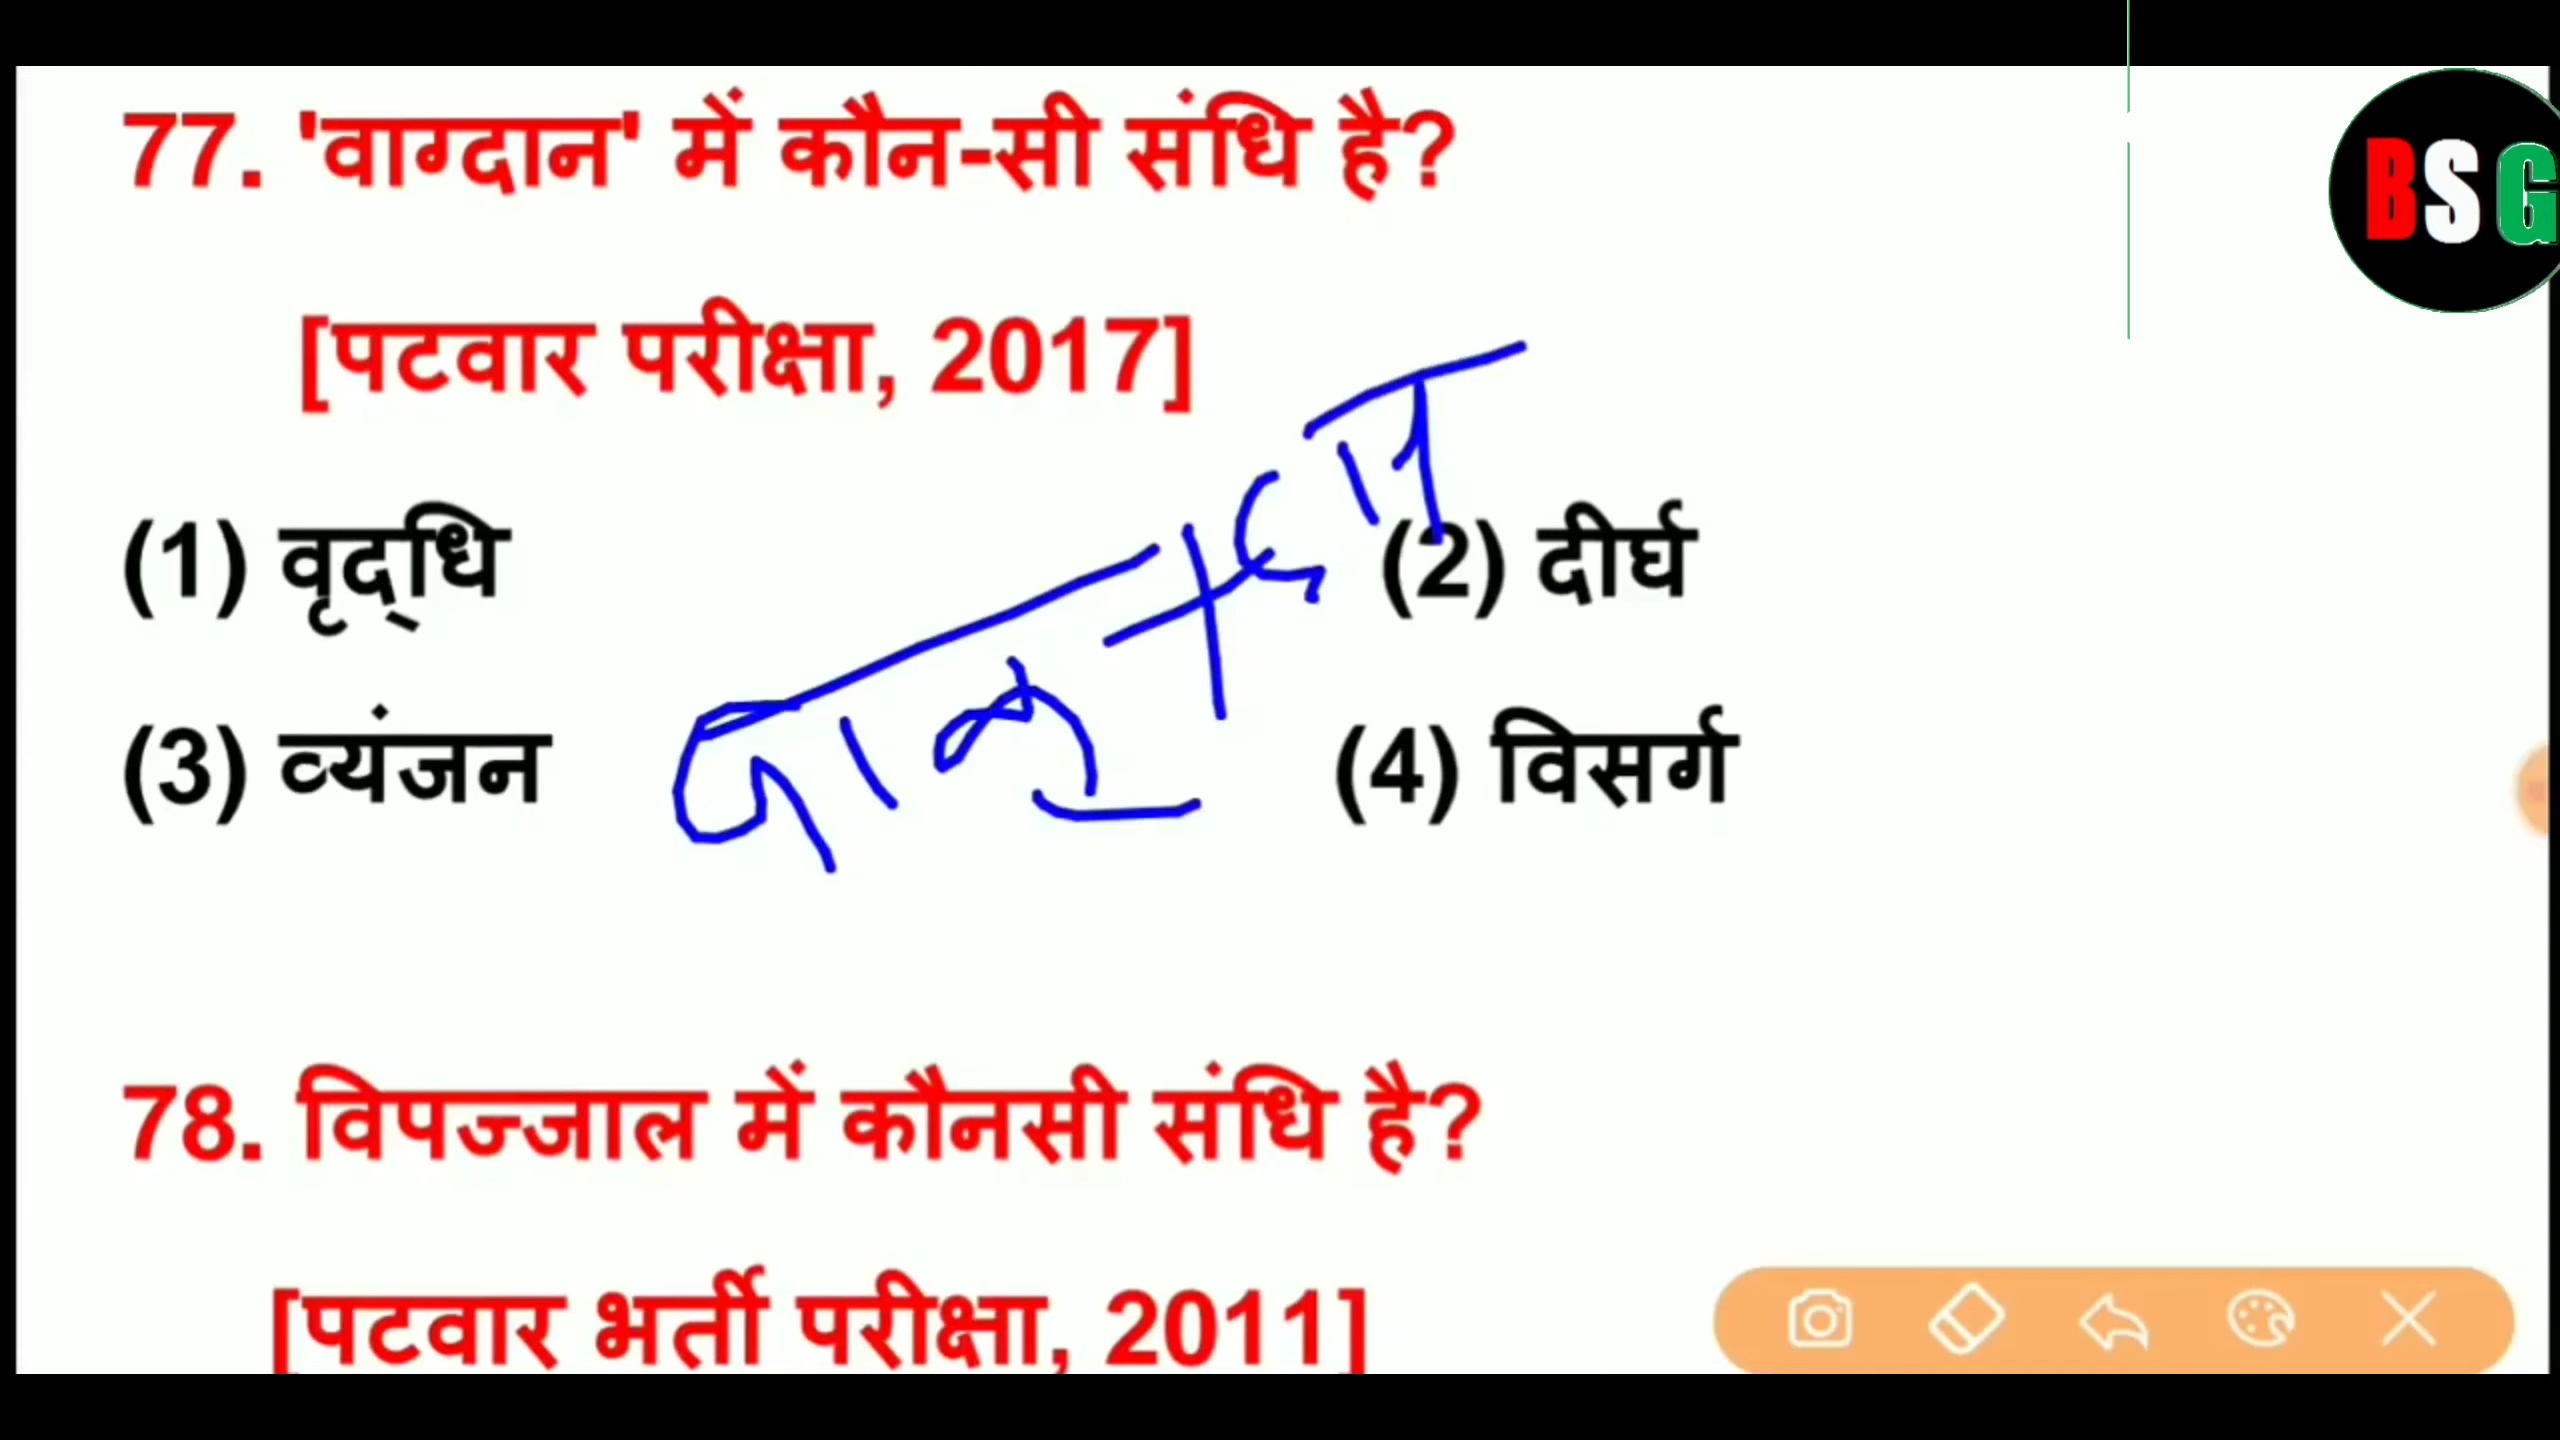 77. 'वाग्दान' में कौन-सी संधि है?
[पटवार परीक्षा, 2017]
(1) वृद्‌धि (2) दीर्घ
वाक् + दान
(3) व्यंजन (4) विसर्ग
78. विपज्जाल में कौनसी संधि है?
[पटवार भर्ती परीक्षा, 2011]
BSG